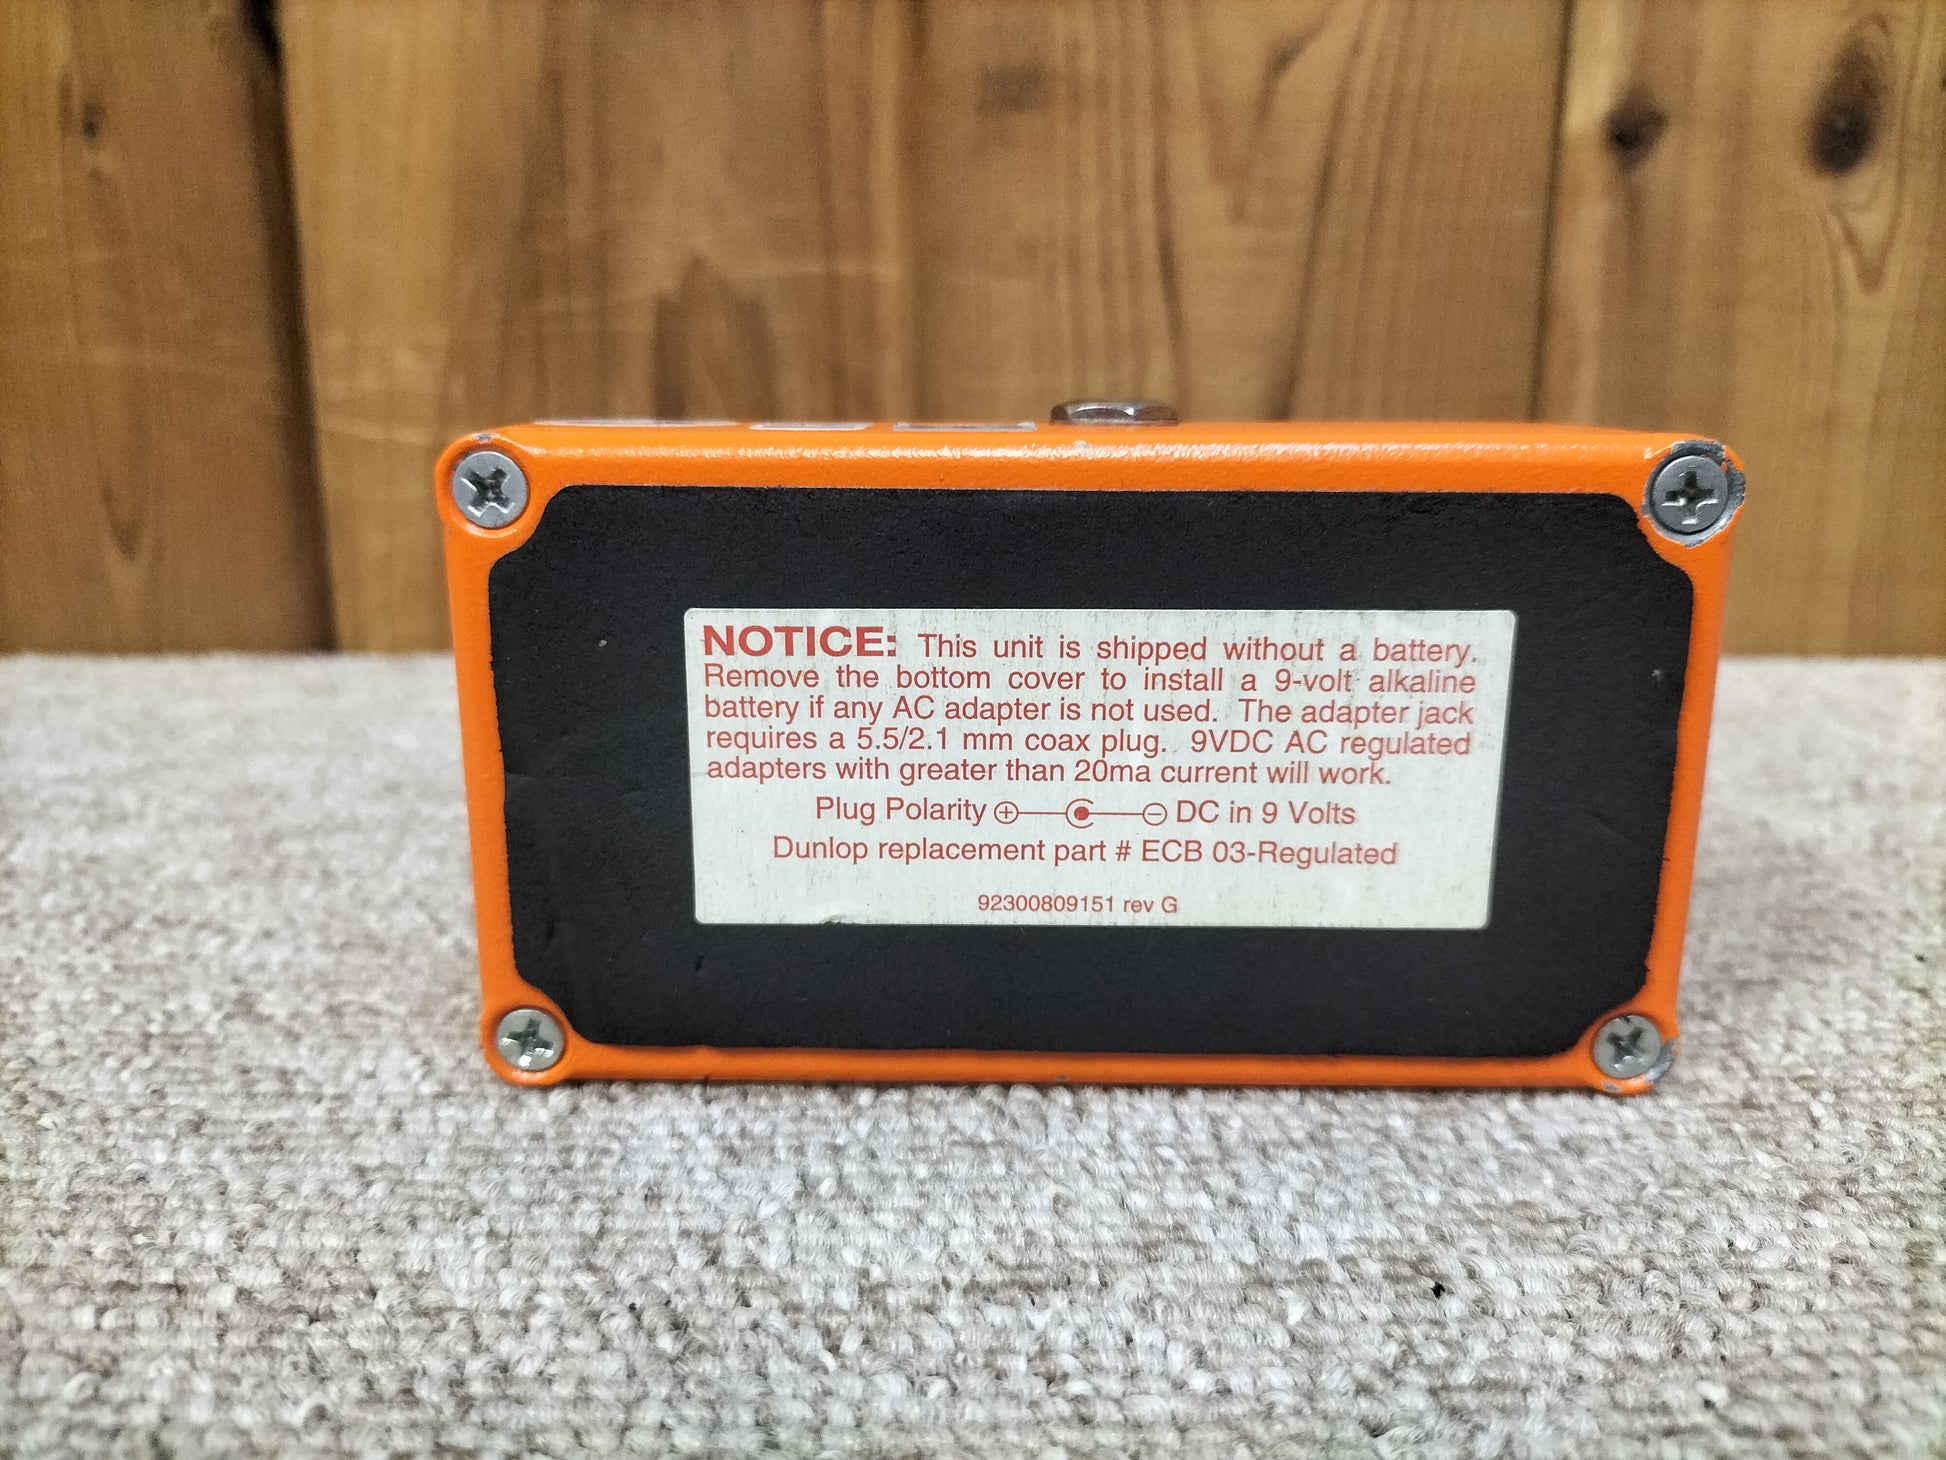 NOTICE: This unit is shipped without a battery.
Remove the bottom cover to install a 9-volt alkaline
battery if any AC adapter is not used. The adapter jack
requires a 5.5/2.1 mm coax plug. 9VDC AC regulated
adapters with greater than 20ma current will work.
Plug Polarity + - DC in 9 Volts
Dunlop replacement part # ECB 03-Regulated
92300809151 rev G